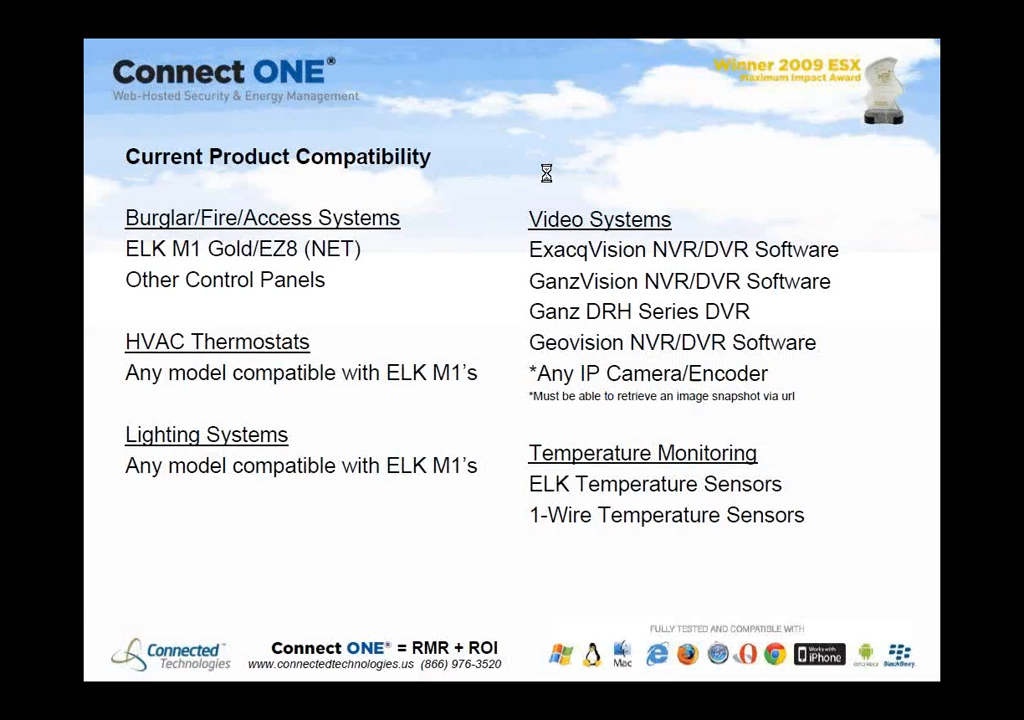 Connect ONE®
Web-Hosted Security & Energy Management
Winner 2009 ESX
Maximum Impact Award
Current Product Compatibility
Burglar/Fire/Access Systems
ELK M1 Gold/EZ8 (NET)
Other Control Panels
HVAC Thermostats
Any model compatible with ELK M1's
Lighting Systems
Any model compatible with ELK M1's
Video Systems
ExacqVision NVR/DVR Software
GanzVision NVR/DVR Software
Ganz DRH Series DVR
Geovision NVR/DVR Software
*Any IP Camera/Encoder
*Must be able to retrieve an image snapshot via url
Temperature Monitoring
ELK Temperature Sensors
1-Wire Temperature Sensors
Connected™
Technologies
Connect ONE® = RMR + ROI
www.connectedtechnologies.us (866) 976-3520
FULLY TESTED AND COMPATIBLE WITH
Mac
Works with
iPhone
BlackBerry